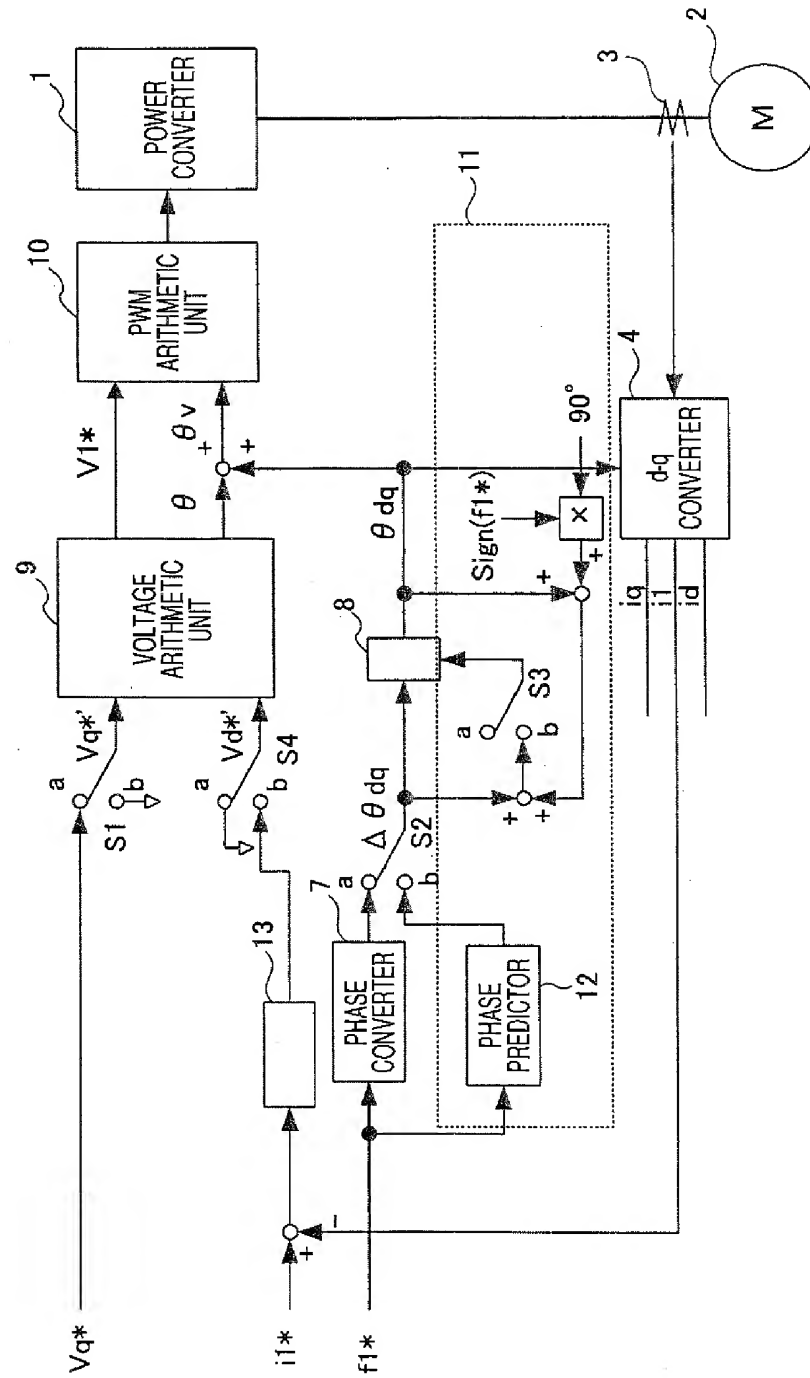 Vq*
i1*
f1*
+
−
13
7
PHASE
CONVERTER
PHASE
PREDICTOR
12
a
b
S1
Vq*'
a
b
Vd*'
S4
a
b
Δθdq
S2
+
+
a
b
S3
8
9
VOLTAGE
ARITHMETIC
UNIT
V1*
θ
+
θv
+
θdq
Sign(f1*)
×
90°
+
+
10
PWM
ARITHMETIC
UNIT
1
POWER
CONVERTER
11
4
d-q
CONVERTER
iq
i1
id
3
2
M